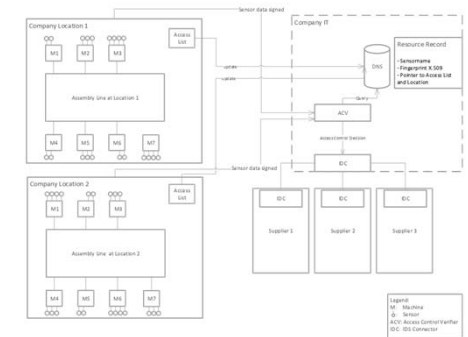 Sensor data signed
Company Location 1
Access
List
M1
M2
M3
Assembly Line at Location 1
M4
M5
M6
M7
Company IT
DNS
Resource Record
- Sensorname
- Fingerprint X.509
- Pointer to Access List
and Location
update
update
Query
ACV
Accesscontrol Decision
IDC
Sensor data signed
Company Location 2
Access
List
M1
M2
M3
Assembly Line at Location 2
M4
M5
M6
M7
IDC
Supplier 1
IDC
Supplier 2
IDC
Supplier 3
Legend
M: Machine
Sensor
ACV: Access Control Verifier
IDC: IDS Connector